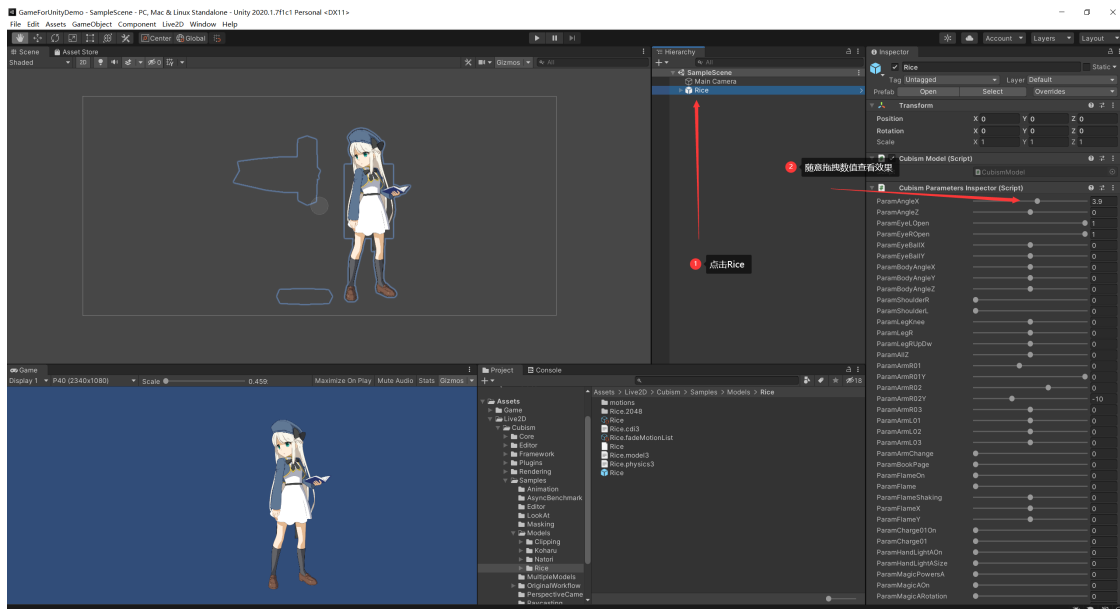 GameForUnityDemo - SampleScene - PC, Mac & Linux Standalone - Unity 2020.1.7f1c1 Personal <DX11>
File Edit Assets GameObject Component Live2D Window Help
Center Global
Account Layers Layout
Scene Asset Store
Shaded 2D 0 Gizmos All
Hierarchy
All
SampleScene
Main Camera
Rice
1 点击Rice
2 随意拖拽数值查看效果
Inspector
Rice Static
Tag Untagged Layer Default
Prefab Open Select Overrides
Transform
Position X 0 Y 0 Z 0
Rotation X 0 Y 0 Z 0
Scale X 1 Y 1 Z 1
Cubism Model (Script)
CubismModel
Cubism Parameters Inspector (Script)
ParamAngleX 3.9
ParamAngleZ 0
ParamEyeLOpen 1
ParamEyeROpen 1
ParamEyeBallX 0
ParamEyeBallY 0
ParamBodyAngleX 0
ParamBodyAngleY 0
ParamBodyAngleZ 0
ParamShoulderR 0
ParamShoulderL 0
ParamLegKnee 0
ParamLegR 0
ParamLegRUpDw 0
ParamAllZ 0
ParamArmR01 0
ParamArmR01Y 0
ParamArmR02 0
ParamArmR02Y -10
ParamArmR03 0
ParamArmL01 0
ParamArmL02 0
ParamArmL03 0
ParamArmChange 0
ParamBookPage 0
ParamFlameOn 0
ParamFlame 0
ParamFlameShaking 0
ParamFlameX 0
ParamFlameY 0
ParamCharge01On 0
ParamCharge01 0
ParamHandLightAOn 0
ParamHandLightASize 0
ParamMagicPowersA 0
ParamMagicAOn 0
ParamMagicARotation 0
Game
Display 1 P40 (2340x1080) Scale 0.459 Maximize On Play Mute Audio Stats Gizmos
Project Console
18
Assets
Game
Live2D
Cubism
Core
Editor
Framework
Plugins
Rendering
Samples
Animation
AsyncBenchmark
Editor
LookAt
Masking
Models
Clipping
Koharu
Natori
Rice
MultipleModels
OriginalWorkflow
PerspectiveCame
Raycasting
Assets > Live2D > Cubism > Samples > Models > Rice
motions
Rice.2048
Rice
Rice.cdi3
Rice.fadeMotionList
Rice
Rice.model3
Rice.physics3
Rice